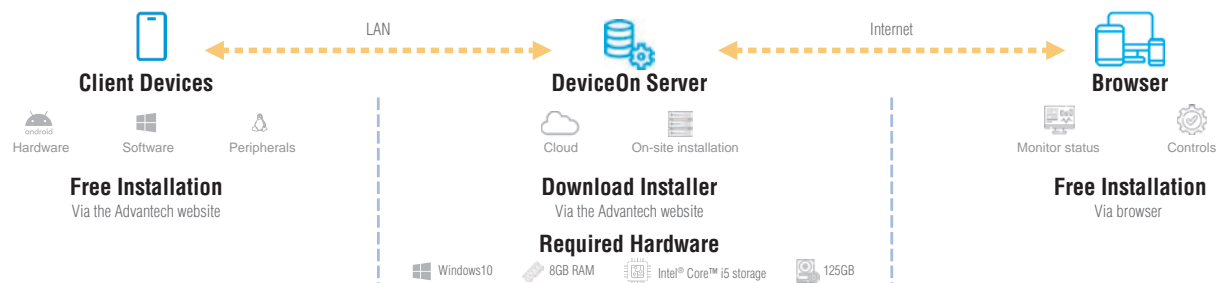 LAN
Internet
Client Devices
DeviceOn Server
Browser
android
Hardware
Software
Peripherals
Cloud
On-site installation
Monitor status
Controls
Free Installation
Via the Advantech website
Download Installer
Via the Advantech website
Free Installation
Via browser
Required Hardware
Windows10
8GB RAM
Intel® Core™ i5 storage
125GB